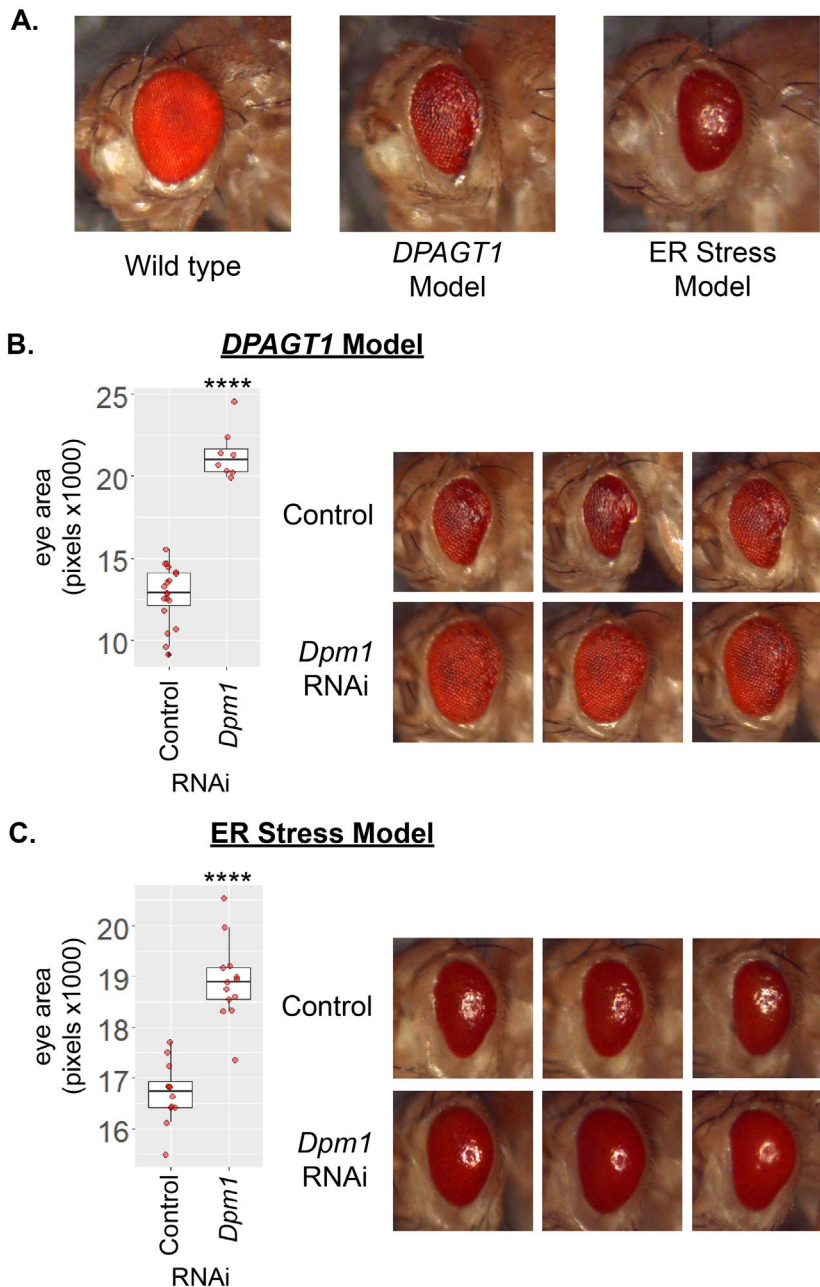 A.
Wild type
DPAGT1
Model
ER Stress
Model
B.
DPAGT1 Model
****
25
20
15
10
eye area
(pixels x1000)
Control
Dpm1
RNAi
Control
Dpm1
RNAi
C.
ER Stress Model
****
20
19
18
17
16
eye area
(pixels x1000)
Control
Dpm1
RNAi
Control
Dpm1
RNAi